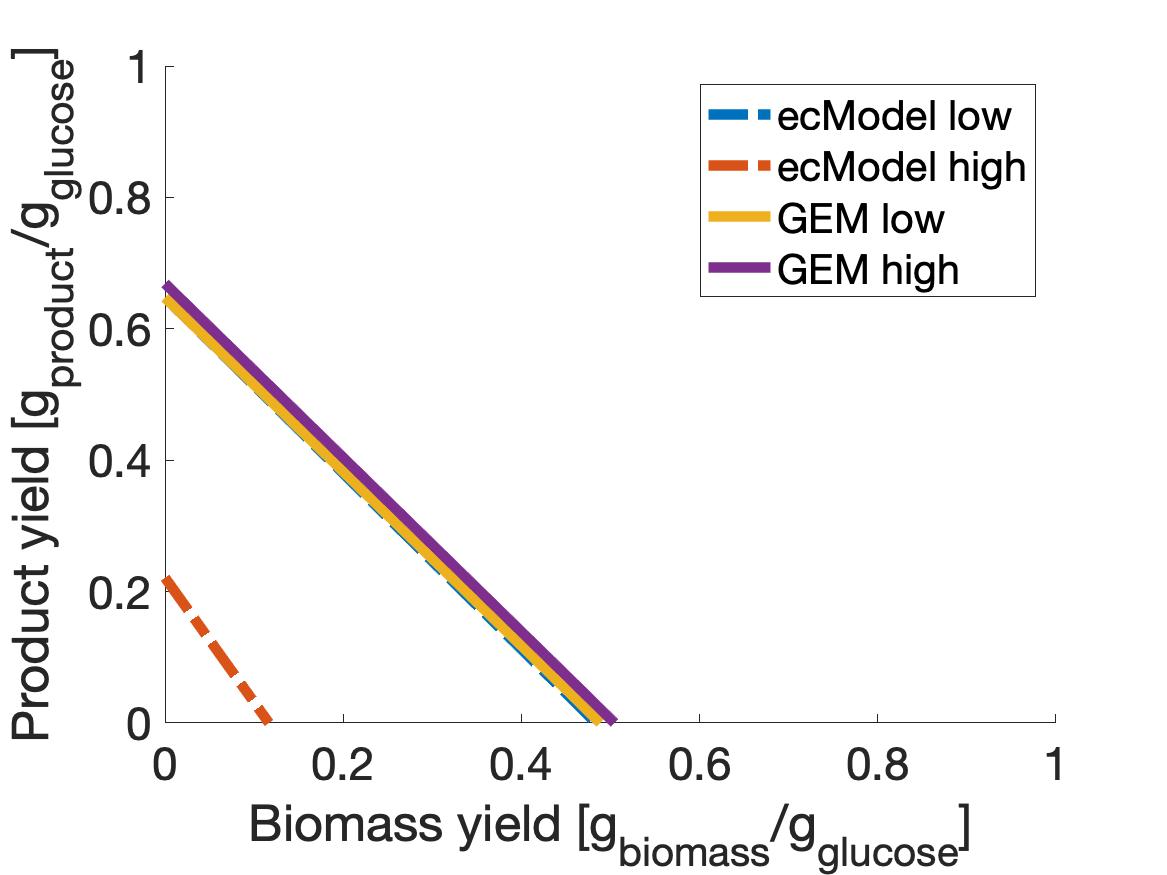 Product yield [gproduct/gglucose]
1
0.8
0.6
0.4
0.2
0
0
0.2
0.4
0.6
0.8
1
Biomass yield [gbiomass/gglucose]
ecModel low
ecModel high
GEM low
GEM high